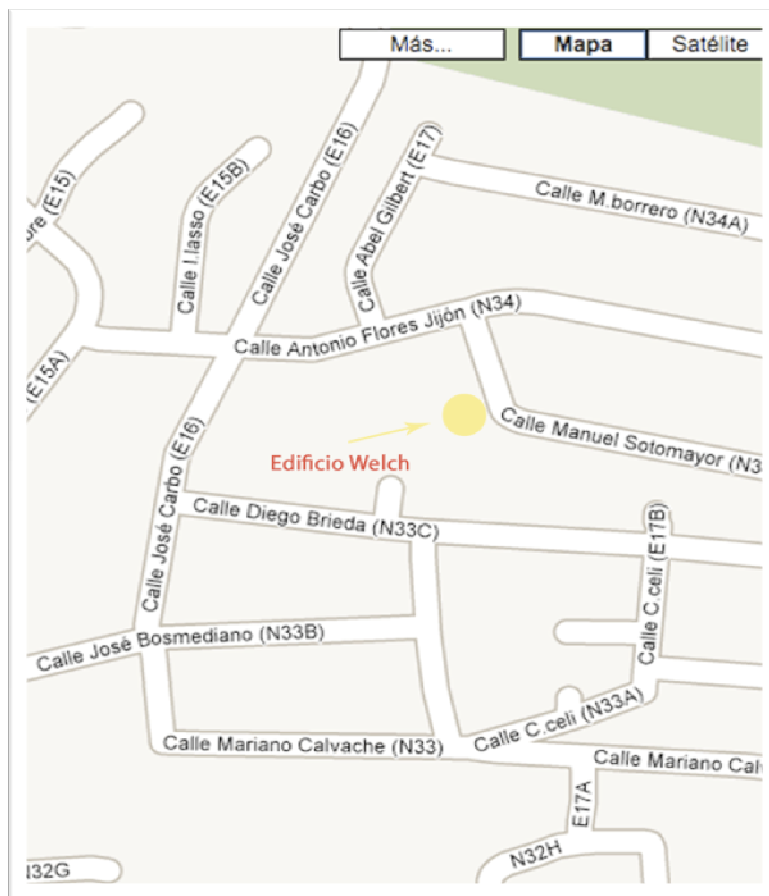 Más...
Mapa
Satélite
Calle José Carbo (E16)
Calle Abel Gilbert (E17)
Calle I.lasso (E15B)
(E15)
Calle M.borrero (N34A)
Calle Antonio Flores Jijón (N34)
(E15A)
Calle Manuel Sotomayor (N3
Edificio Welch
Calle José Carbo (E16)
Calle Diego Brieda (N33C)
Calle C.celi (E17B)
Calle José Bosmediano (N33B)
Calle C.celi (N33A)
Calle Mariano Calvache (N33)
Calle Mariano Calv
E17A
N32H
N32G